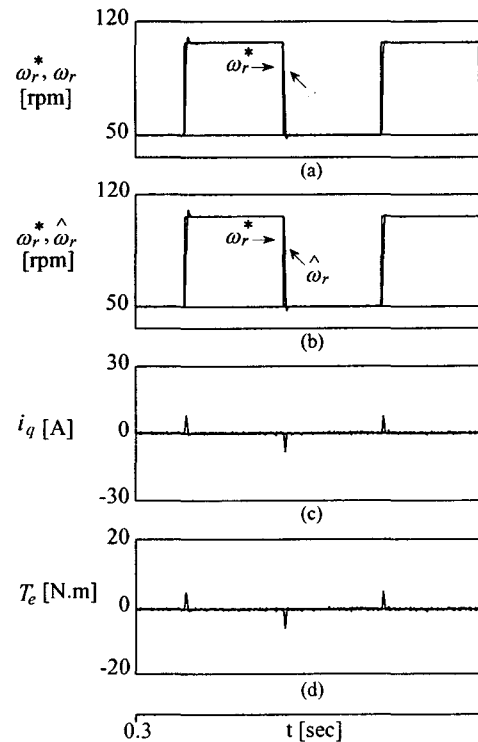 120
ω_r^*, ω_r
[rpm]
ω_r^*
50
(a)
120
ω_r^*, ω̂_r
[rpm]
ω_r^*
ω̂_r
50
(b)
30
i_q [A]
0
-30
(c)
20
T_e [N.m]
0
-20
(d)
0.3
t [sec]